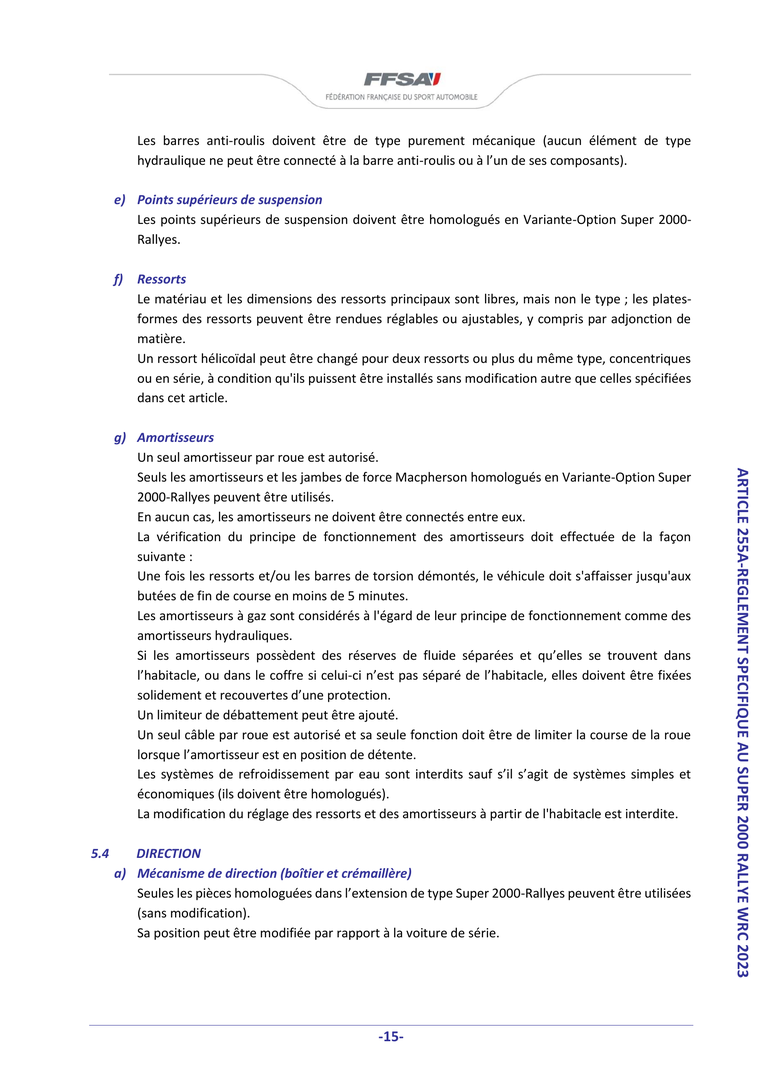 FFSA
FÉDÉRATION FRANÇAISE DU SPORT AUTOMOBILE
Les barres anti-roulis doivent être de type purement mécanique (aucun élément de type
hydraulique ne peut être connecté à la barre anti-roulis ou à l’un de ses composants).
e) Points supérieurs de suspension
Les points supérieurs de suspension doivent être homologués en Variante-Option Super 2000-
Rallyes.
f) Ressorts
Le matériau et les dimensions des ressorts principaux sont libres, mais non le type ; les plates-
formes des ressorts peuvent être rendues réglables ou ajustables, y compris par adjonction de
matière.
Un ressort hélicoïdal peut être changé pour deux ressorts ou plus du même type, concentriques
ou en série, à condition qu'ils puissent être installés sans modification autre que celles spécifiées
dans cet article.
g) Amortisseurs
Un seul amortisseur par roue est autorisé.
Seuls les amortisseurs et les jambes de force Macpherson homologués en Variante-Option Super
2000-Rallyes peuvent être utilisés.
En aucun cas, les amortisseurs ne doivent être connectés entre eux.
La vérification du principe de fonctionnement des amortisseurs doit effectuée de la façon
suivante :
Une fois les ressorts et/ou les barres de torsion démontés, le véhicule doit s'affaisser jusqu'aux
butées de fin de course en moins de 5 minutes.
Les amortisseurs à gaz sont considérés à l'égard de leur principe de fonctionnement comme des
amortisseurs hydrauliques.
Si les amortisseurs possèdent des réserves de fluide séparées et qu’elles se trouvent dans
l’habitacle, ou dans le coffre si celui-ci n’est pas séparé de l’habitacle, elles doivent être fixées
solidement et recouvertes d’une protection.
Un limiteur de débattement peut être ajouté.
Un seul câble par roue est autorisé et sa seule fonction doit être de limiter la course de la roue
lorsque l’amortisseur est en position de détente.
Les systèmes de refroidissement par eau sont interdits sauf s’il s’agit de systèmes simples et
économiques (ils doivent être homologués).
La modification du réglage des ressorts et des amortisseurs à partir de l'habitacle est interdite.
5.4 DIRECTION
a) Mécanisme de direction (boîtier et crémaillère)
Seules les pièces homologuées dans l’extension de type Super 2000-Rallyes peuvent être utilisées
(sans modification).
Sa position peut être modifiée par rapport à la voiture de série.
ARTICLE 255A-REGLEMENT SPECIFIQUE AU SUPER 2000 RALLYE WRC 2023
-15-